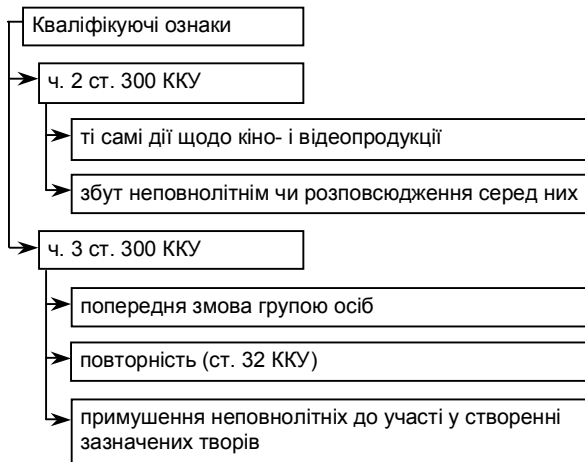 Кваліфікуючі ознаки
ч. 2 ст. 300 ККУ
ті самі дії щодо кіно- і відеопродукції
збут неповнолітнім чи розповсюдження серед них
ч. 3 ст. 300 ККУ
попередня змова групою осіб
повторність (ст. 32 ККУ)
примушення неповнолітніх до участі у створенні
зазначених творів